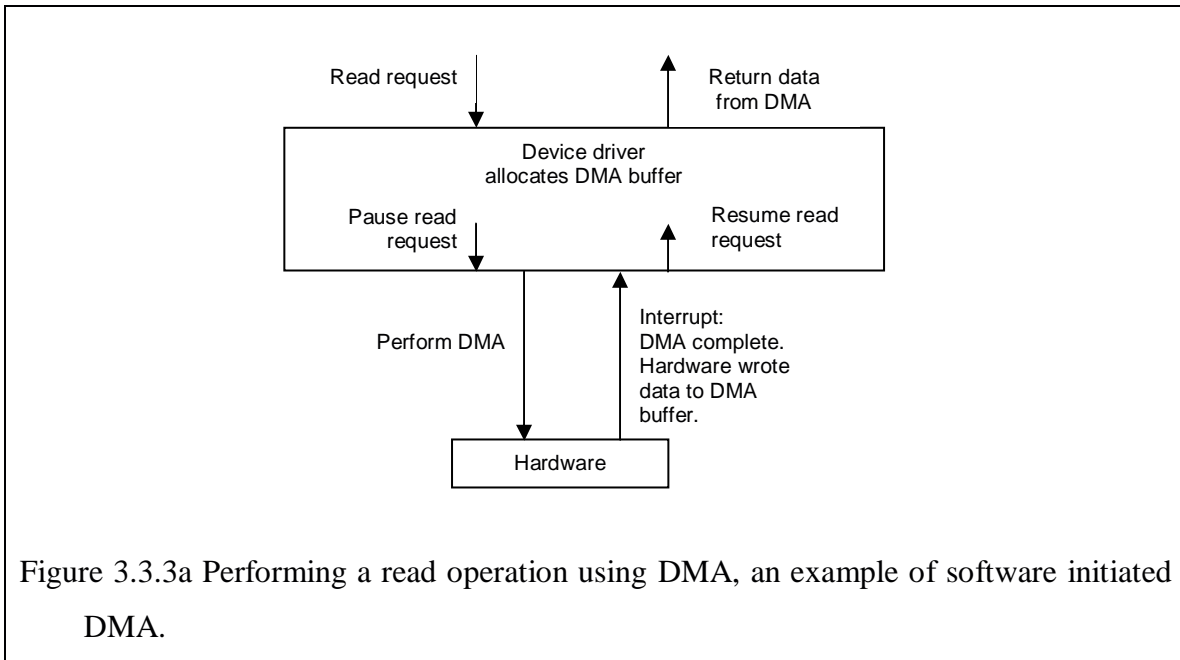 Read request
Return data
from DMA
Device driver
allocates DMA buffer
Pause read
request
Resume read
request
Perform DMA
Interrupt:
DMA complete.
Hardware wrote
data to DMA
buffer.
Hardware
Figure 3.3.3a Performing a read operation using DMA, an example of software initiated
DMA.